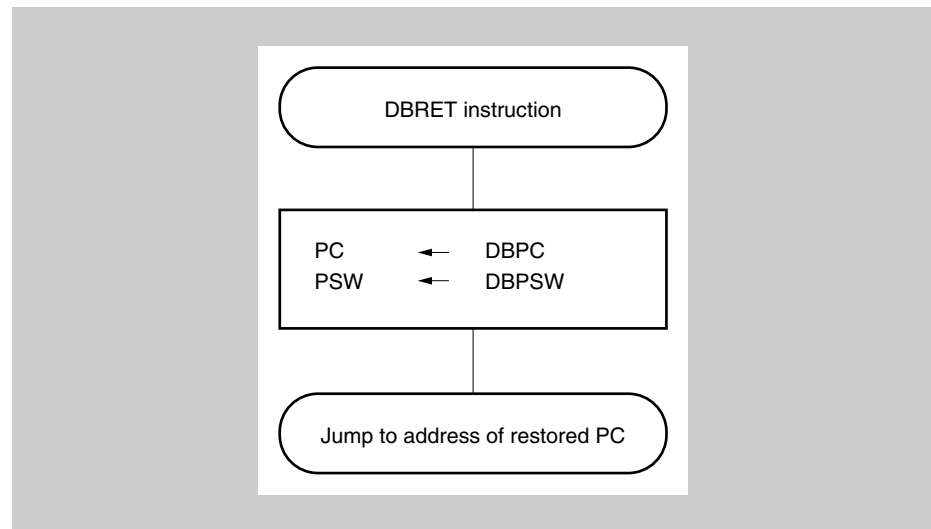 DBRET instruction
PC ← DBPC
PSW ← DBPSW
Jump to address of restored PC